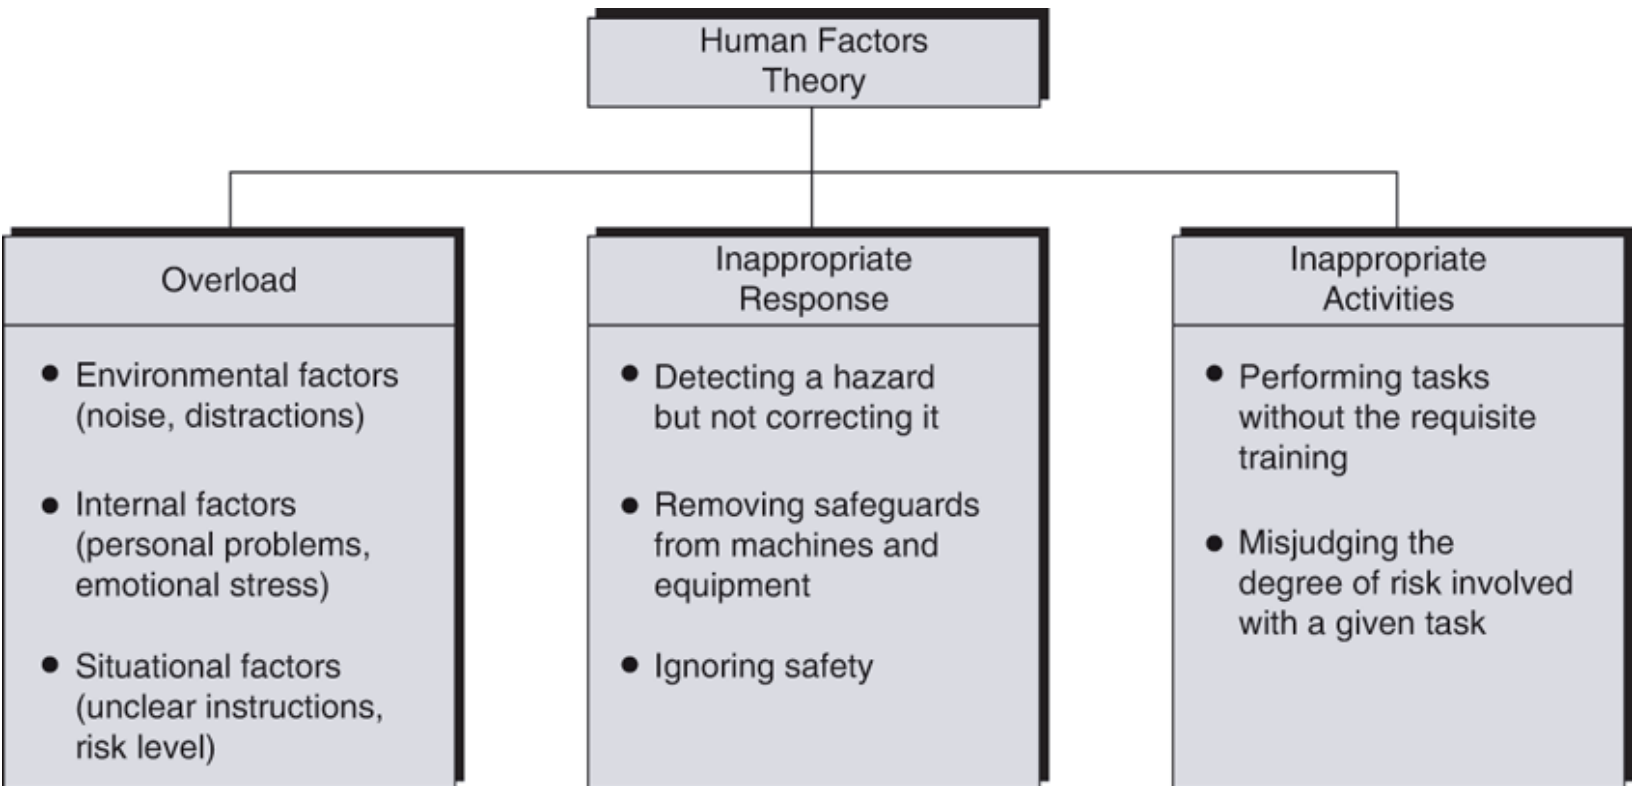 Human Factors
Theory
Overload
● Environmental factors
(noise, distractions)
● Internal factors
(personal problems,
emotional stress)
● Situational factors
(unclear instructions,
risk level)
Inappropriate
Response
● Detecting a hazard
but not correcting it
● Removing safeguards
from machines and
equipment
● Ignoring safety
Inappropriate
Activities
● Performing tasks
without the requisite
training
● Misjudging the
degree of risk involved
with a given task